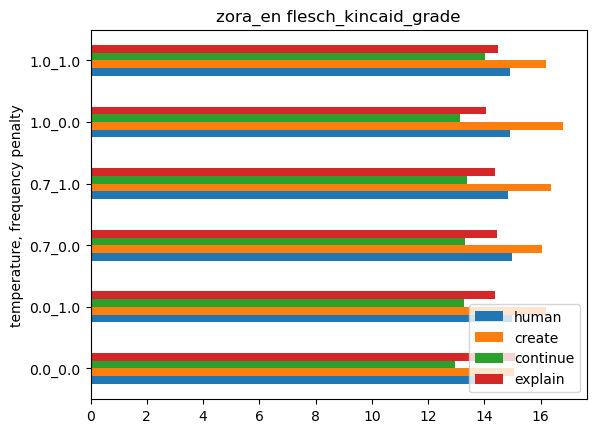 zora_en flesch_kincaid_grade
temperature, frequency penalty
1.0_1.0
1.0_0.0
0.7_1.0
0.7_0.0
0.0_1.0
0.0_0.0
human
create
continue
explain
0 2 4 6 8 10 12 14 16